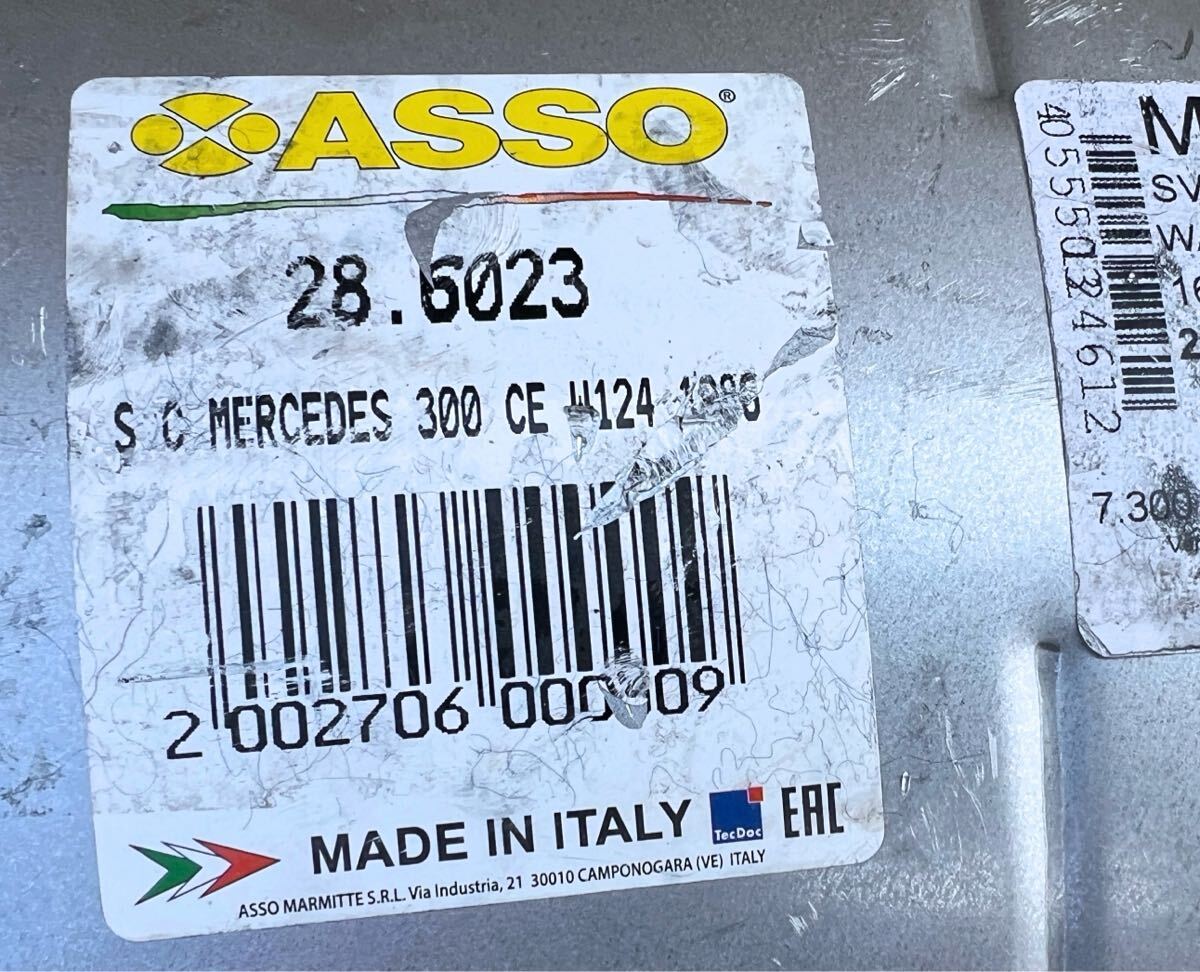 ASSO®
28.6023
S C MERCEDES 300 CE W124
2 002706
MADE IN ITALY
TecDoc
EAC
ASSO MARMITTE S.R.L. Via Industria, 21 30010 CAMPONOGARA (VE) ITALY
M
SV
W
7.300